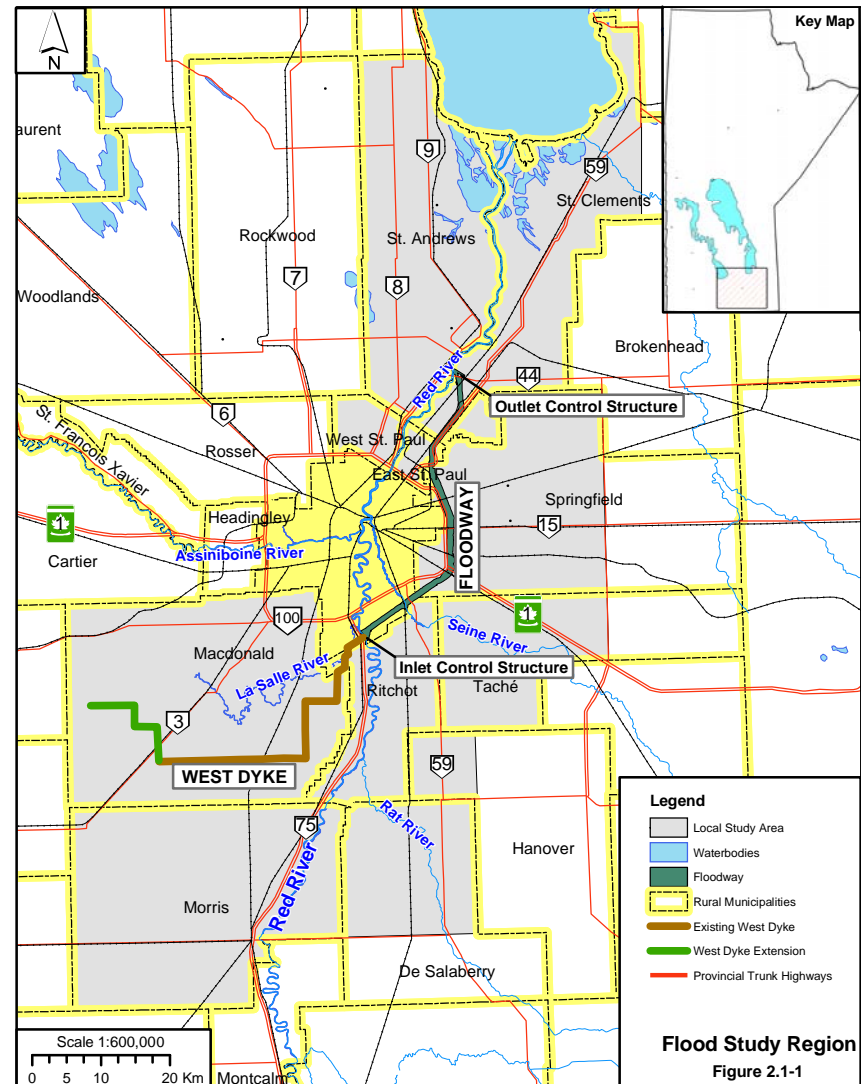 N
Key Map
aurent
9
59
St. Clements
Rockwood
St. Andrews
7
8
Woodlands
Brokenhead
Red River
44
Outlet Control Structure
6
St. Francois Xavier
West St. Paul
Rosser
East St. Paul
FLOODWAY
Springfield
Headingley
15
1
Cartier
Assiniboine River
1
100
Seine River
Macdonald
Inlet Control Structure
La Salle River
Ritchot
Taché
3
WEST DYKE
59
75
Rat River
Hanover
Red River
Morris
De Salaberry
Montcalm
Legend
Local Study Area
Waterbodies
Floodway
Rural Municipalities
Existing West Dyke
West Dyke Extension
Provincial Trunk Highways
Scale 1:600,000
0 5 10 20 Km
Flood Study Region
Figure 2.1-1